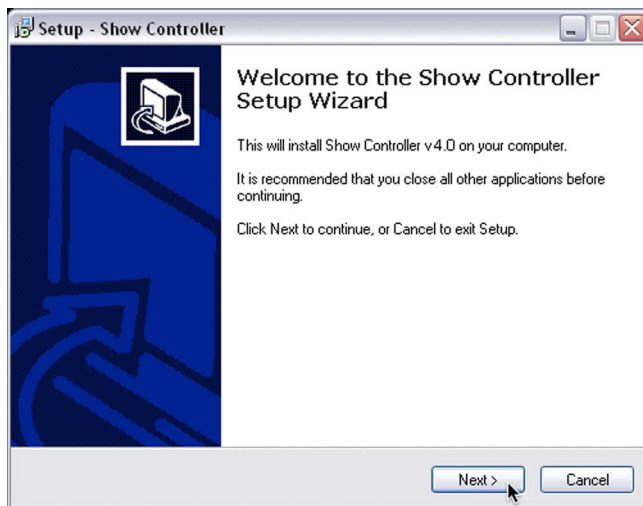 Setup - Show Controller
Welcome to the Show Controller
Setup Wizard
This will install Show Controller v4.0 on your computer.
It is recommended that you close all other applications before
continuing.
Click Next to continue, or Cancel to exit Setup.
Next >
Cancel